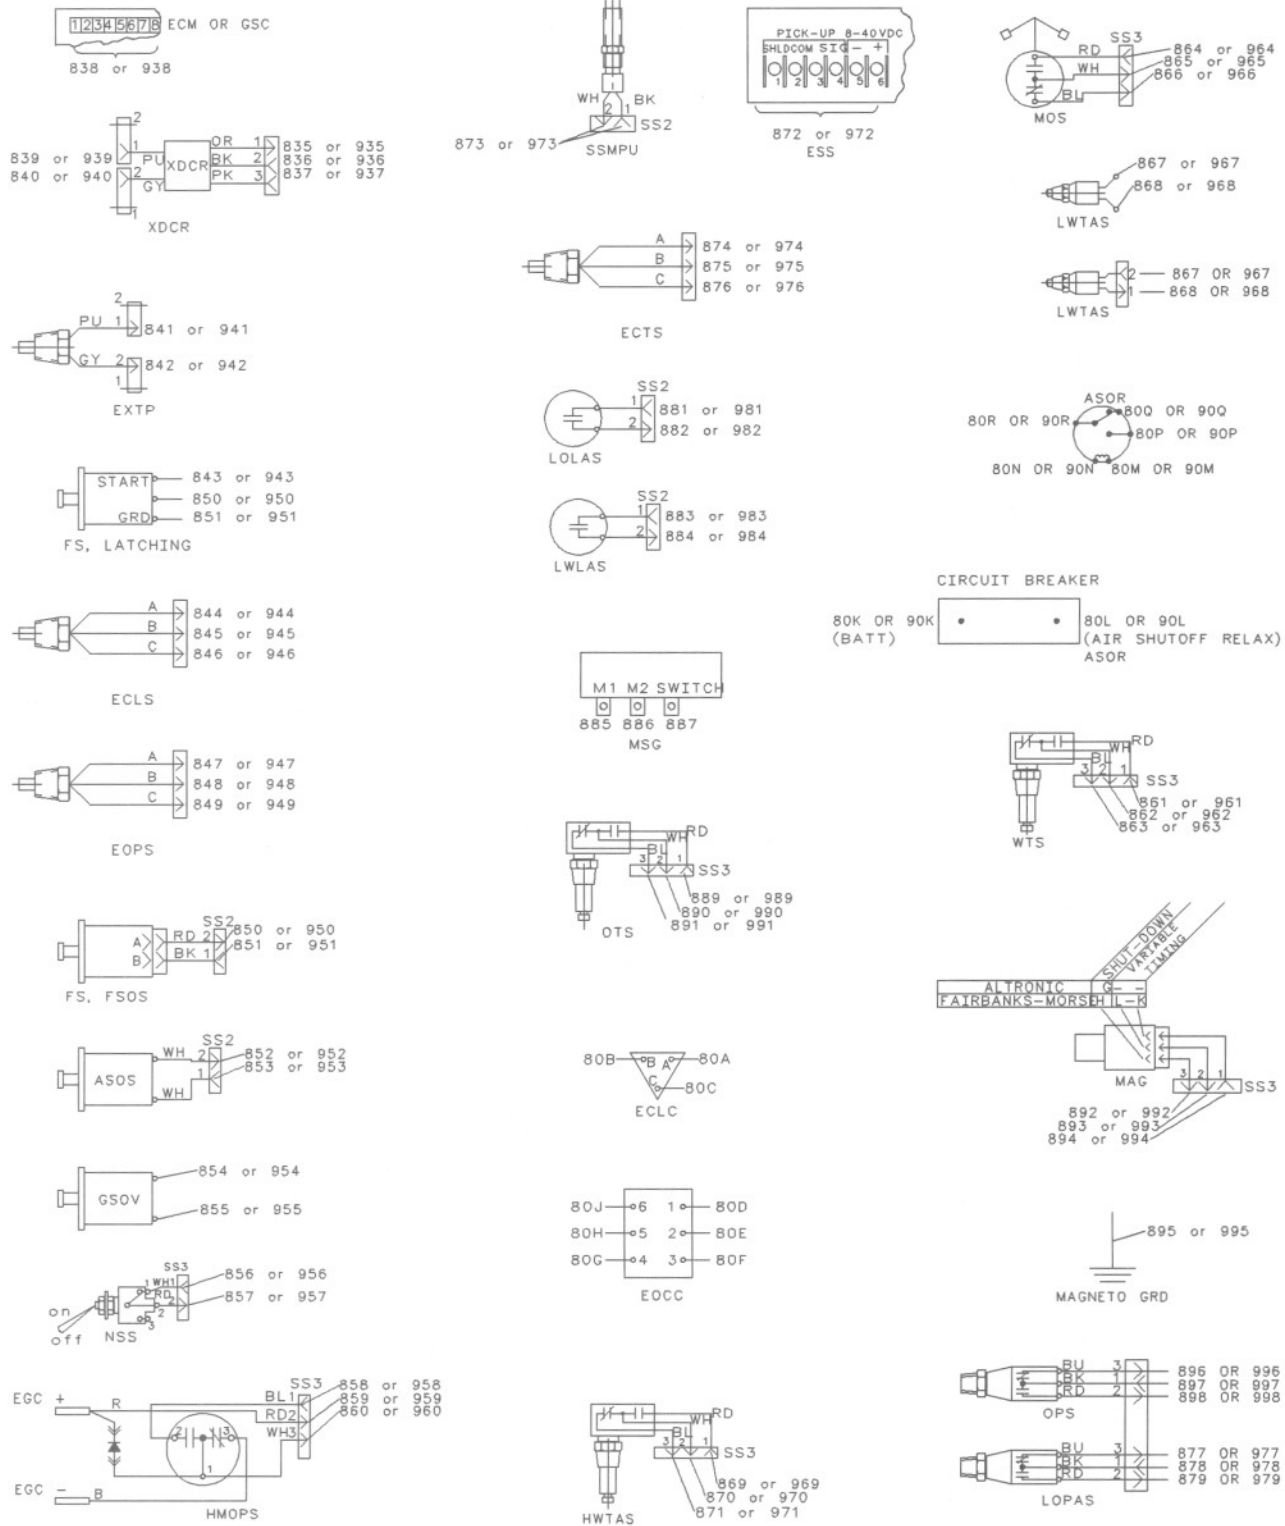 1 2 3 4 5 6 7 8 ECM OR GSC
838 or 938
2
839 or 939 1 PU XDCR OR 1 835 or 935
840 or 940 2 GY BK 2 836 or 936
PK 3 837 or 937
1
XDCR
2
PU 1 841 or 941
GY 2 842 or 942
1
EXTP
START 843 or 943
850 or 950
GRD 851 or 951
FS, LATCHING
A 844 or 944
B 845 or 945
C 846 or 946
ECLS
A 847 or 947
B 848 or 948
C 849 or 949
EOPS
SS2
A RD 2 850 or 950
B BK 1 851 or 951
FS, FSOS
SS2
WH 2 852 or 952
ASOS 1 853 or 953
WH
854 or 954
GSOV
855 or 955
SS3
1 WH1 856 or 956
RD 2 857 or 957
2
3
on
off NSS
SS3
EGC + R BL1 858 or 958
RD2 859 or 959
WH3 860 or 960
2 3
1
EGC - B
HMOPS
WH BK
2 1 SS2
873 or 973 SSMPU
A 874 or 974
B 875 or 975
C 876 or 976
ECTS
SS2
1 881 or 981
2 882 or 982
LOLAS
SS2
1 883 or 983
2 884 or 984
LWLAS
M1 M2 SWITCH
885 886 887
MSG
RD
WH
BL
3 2 1 SS3
889 or 989
890 or 990
891 or 991
OTS
80B B A 80A
C 80C
ECLC
80J 6 1 80D
80H 5 2 80E
80G 4 3 80F
EOCC
RD
WH
BL
3 2 1 SS3
869 or 969
870 or 970
871 or 971
HWTAS
PICK-UP 8-40VDC
SHLD COM SIG - +
1 2 3 4 5 6
872 or 972
ESS
SS3
RD 864 or 964
WH 865 or 965
BL 866 or 966
MOS
867 or 967
868 or 968
LWTAS
2 867 OR 967
1 868 OR 968
LWTAS
ASOR
80R OR 90R 80Q OR 90Q
80P OR 90P
80N OR 90N 80M OR 90M
CIRCUIT BREAKER
80K OR 90K 80L OR 90L
(BATT) (AIR SHUTOFF RELAX)
ASOR
RD
WH
BL
3 2 1 SS3
861 or 961
862 or 962
863 or 963
WTS
SHUT-DOWN
VARIABLE
TIMING
ALTRONIC G - -
FAIRBANKS-MORSE H L-K
MAG
3 2 1 SS3
892 or 992
893 or 993
894 or 994
895 or 995
MAGNETO GRD
BU 3 896 OR 996
BK 1 897 OR 997
RD 2 898 OR 998
OPS
BU 3 877 OR 977
BK 1 878 OR 978
RD 2 879 OR 979
LOPAS